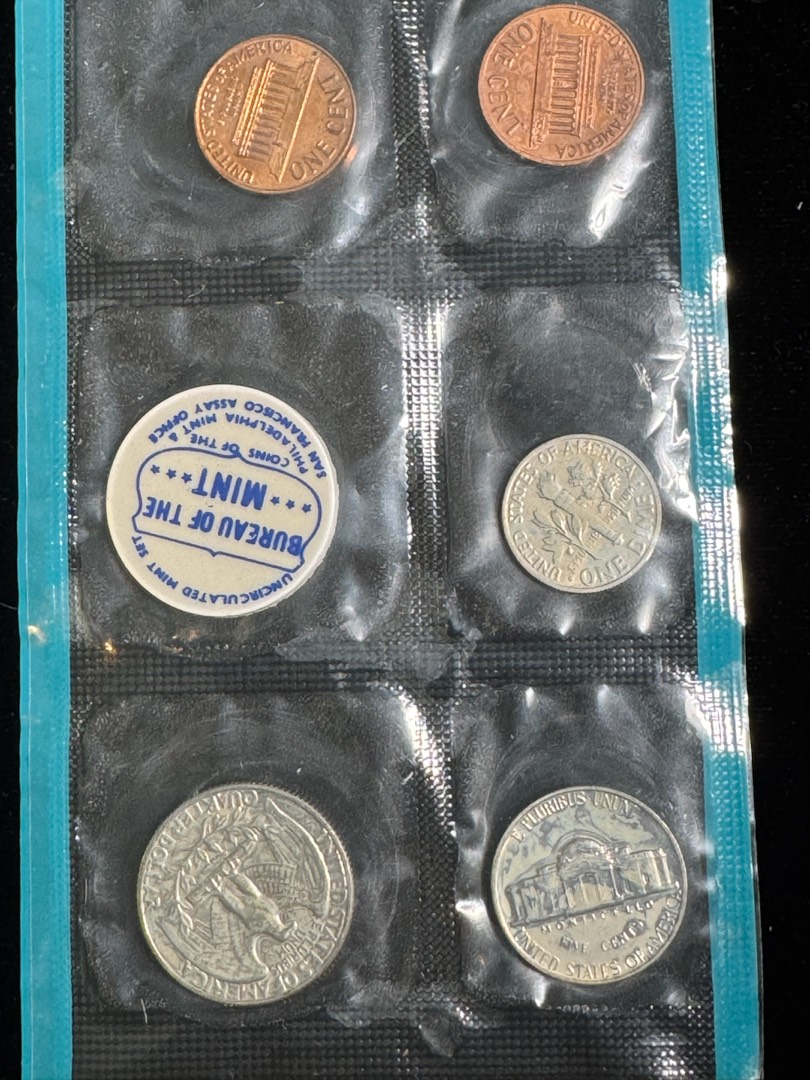 UNITED STATES OF AMERICA
E PLURIBUS UNUM
ONE CENT
ONE CENT
UNITED STATES OF AMERICA
UNCIRCULATED MINT SET
BUREAU OF THE
MINT
COINS OF THE
PHILADELPHIA MINT &
SAN FRANCISCO ASSAY OFFICE
UNITED STATES OF AMERICA
ONE DIME
UNITED STATES OF AMERICA
E PLURIBUS UNUM
QUARTER DOLLAR
E PLURIBUS UNUM
MONTICELLO
FIVE CENTS
UNITED STATES OF AMERICA